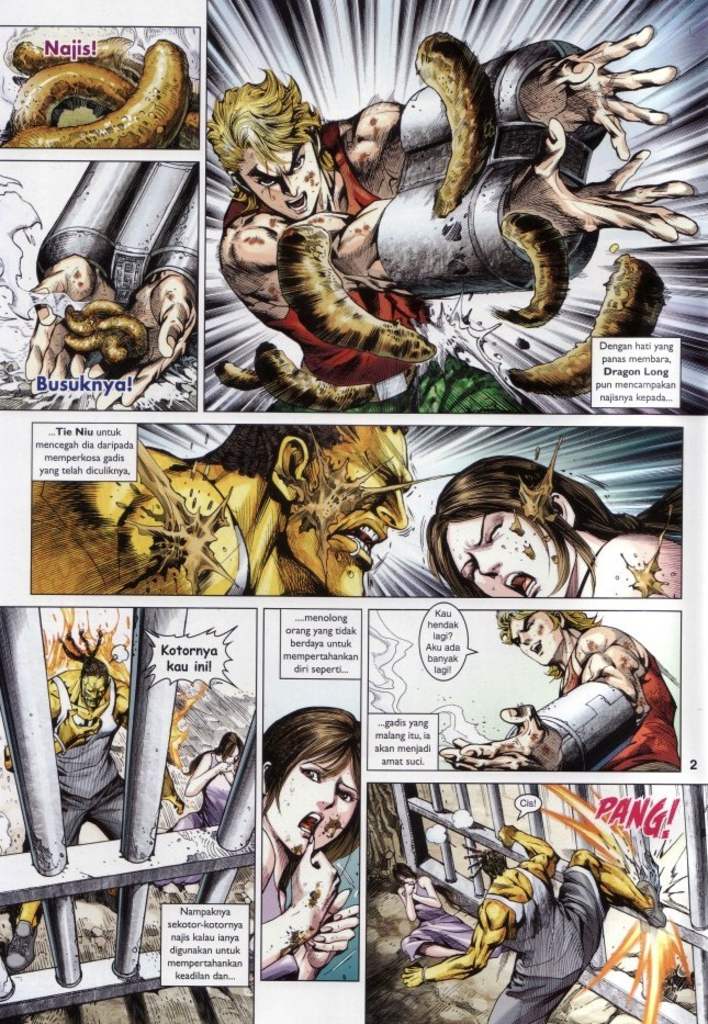 Najis!
Busuknya!
Dengan hati yang
panas membara,
Dragon Long
pun mencampakan
najisnya kepada...
...Tie Niu untuk
mencegah dia daripada
memperkosa gadis
yang telah diculiknya,
Kotornya
kau ini!
Nampaknya
sekotor-kotornya
najis kalau ianya
digunakan untuk
mempertahankan
keadilan dan...
....menolong
orang yang tidak
berdaya untuk
mempertahankan
diri seperti...
Kau
hendak
lagi?
Aku ada
banyak
lagi!
...gadis yang
malang itu, ia
akan menjadi
amat suci.
2
Cis!
PANG!